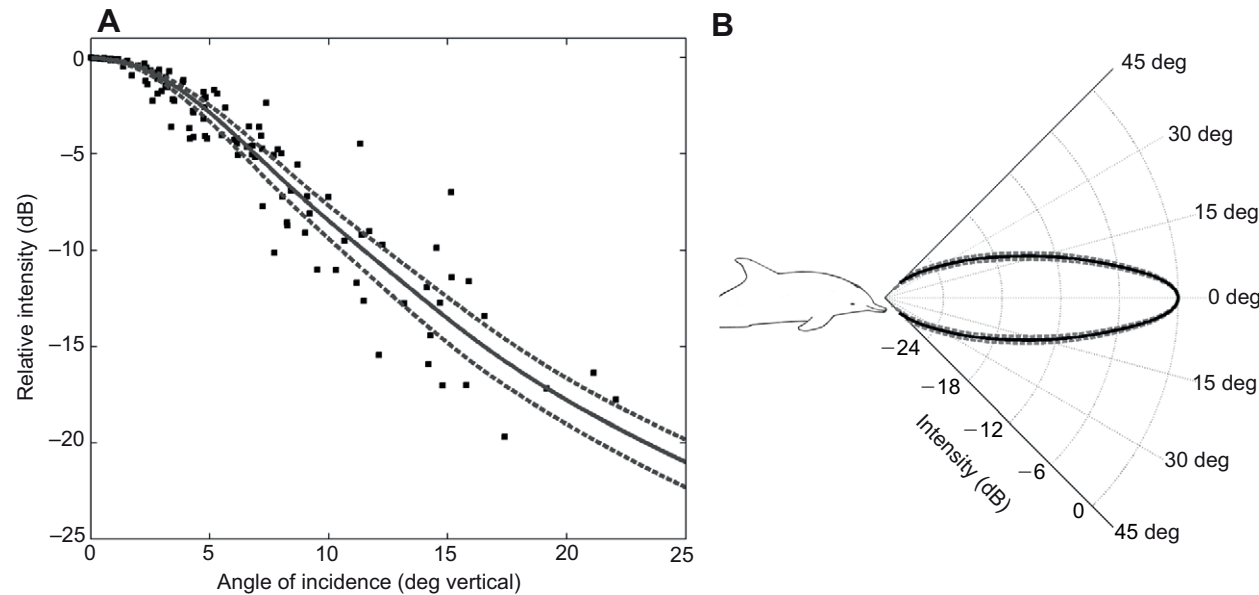 A
0
–5
–10
–15
–20
–25
0 5 10 15 20 25
Relative intensity (dB)
Angle of incidence (deg vertical)
B
45 deg
30 deg
15 deg
0 deg
15 deg
30 deg
45 deg
−24
−18
−12
−6
0
Intensity (dB)